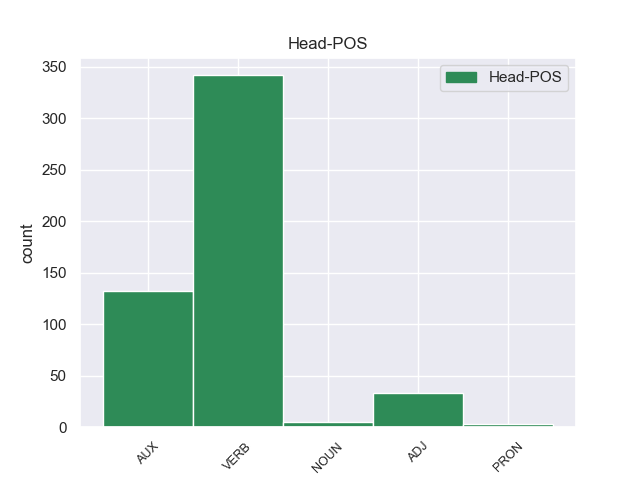 Head-POS
350
300
250
200
150
100
50
0
count
Head-POS
AUX
VERB
NOUN
ADJ
PRON